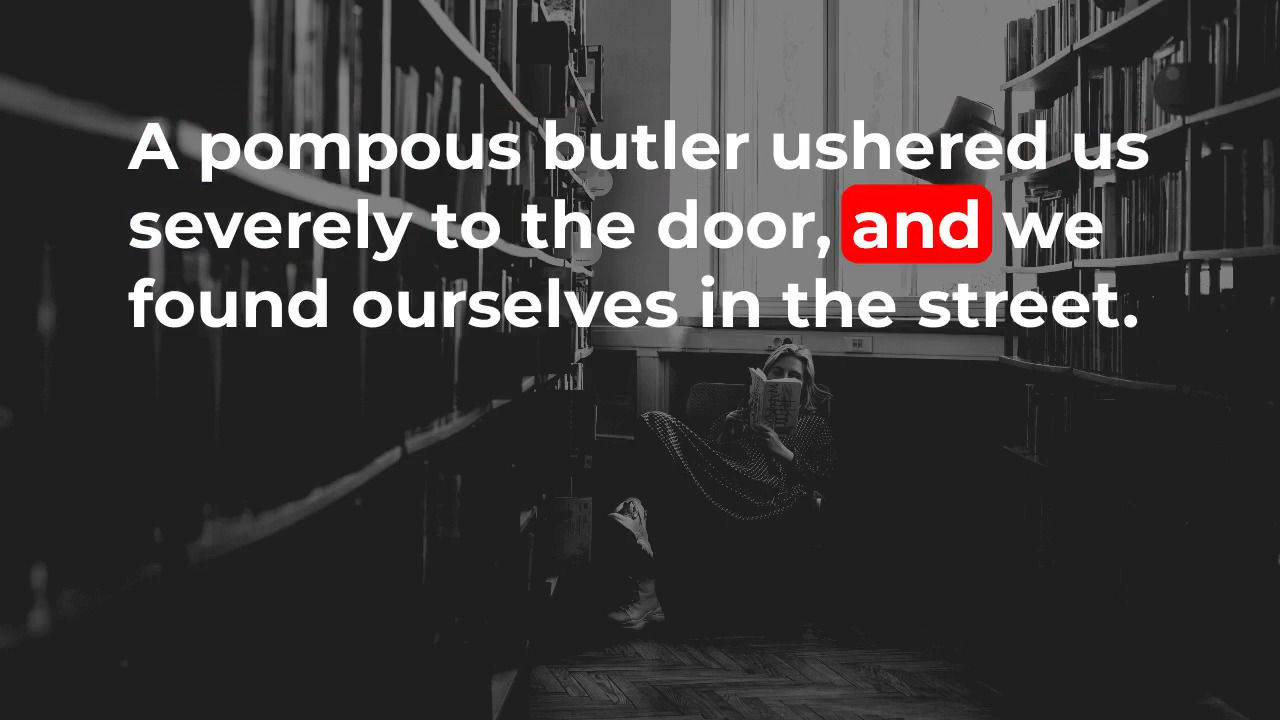 A pompous butler ushered us
severely to the door, and we
found ourselves in the street.